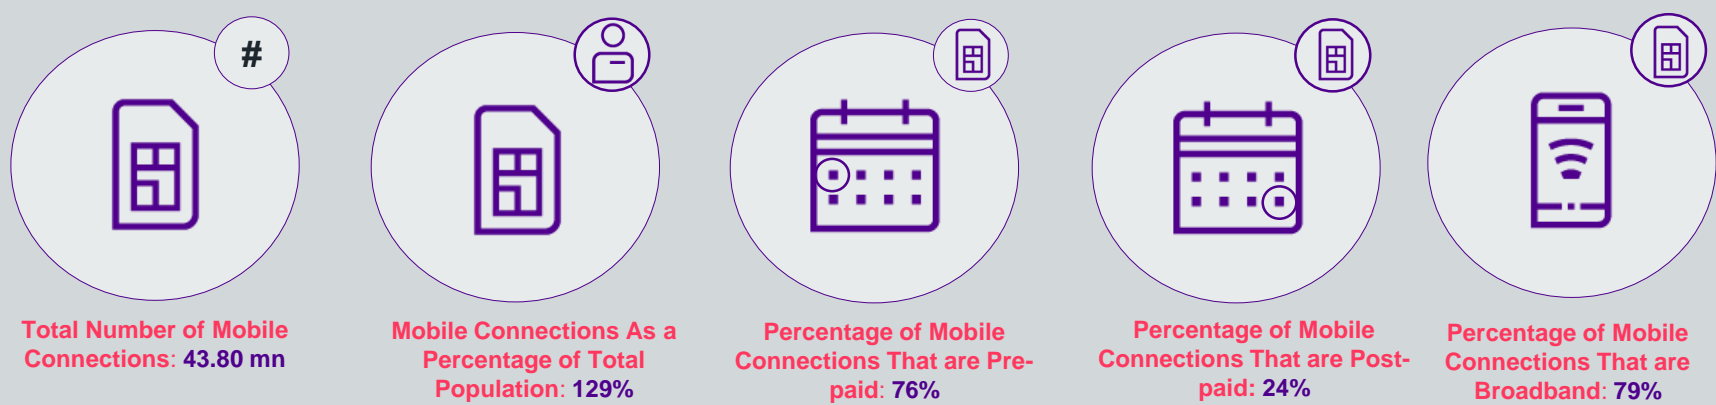 #
Total Number of Mobile
Connections: 43.80 mn
Mobile Connections As a
Percentage of Total
Population: 129%
Percentage of Mobile
Connections That are Pre-
paid: 76%
Percentage of Mobile
Connections That are Post-
paid: 24%
Percentage of Mobile
Connections That are
Broadband: 79%